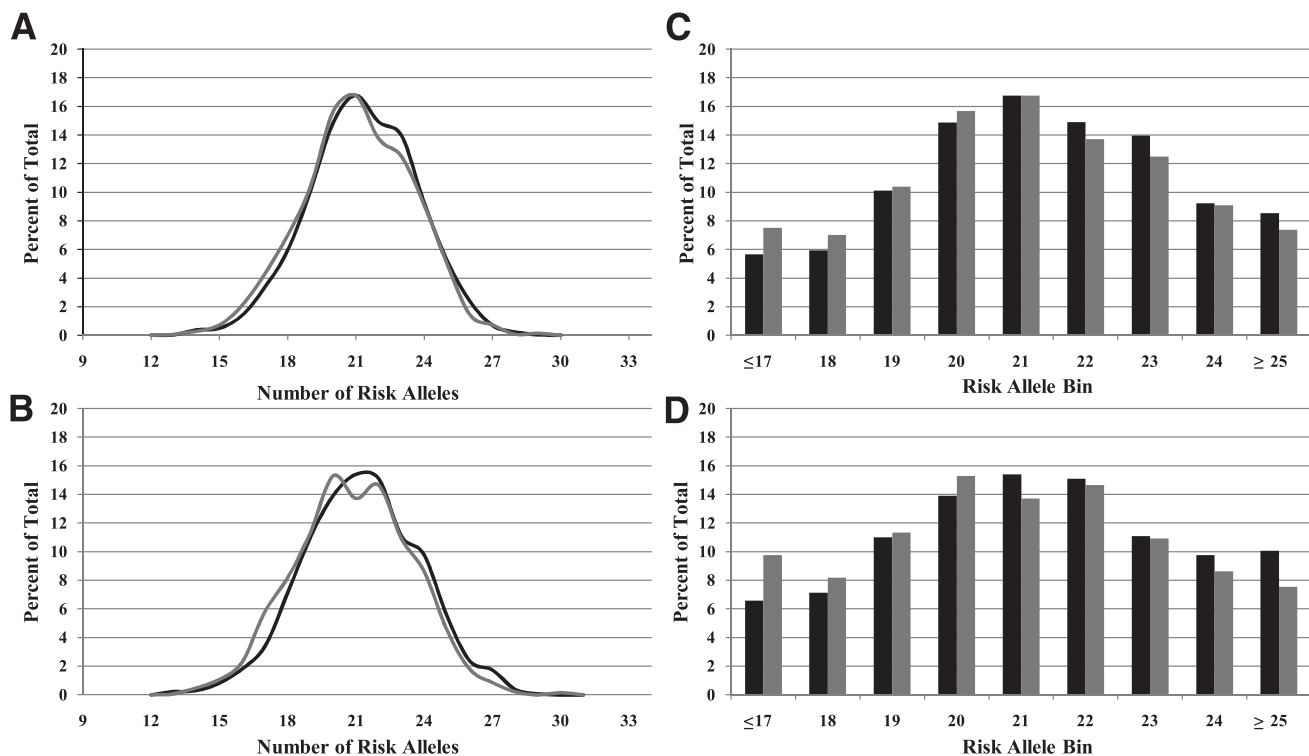 A
Percent of Total
20
18
16
14
12
10
8
6
4
2
0
9 12 15 18 21 24 27 30 33
Number of Risk Alleles
C
Percent of Total
20
18
16
14
12
10
8
6
4
2
0
≤17 18 19 20 21 22 23 24 ≥ 25
Risk Allele Bin
B
Percent of Total
20
18
16
14
12
10
8
6
4
2
0
9 12 15 18 21 24 27 30 33
Number of Risk Alleles
D
Percent of Total
20
18
16
14
12
10
8
6
4
2
0
≤17 18 19 20 21 22 23 24 ≥ 25
Risk Allele Bin